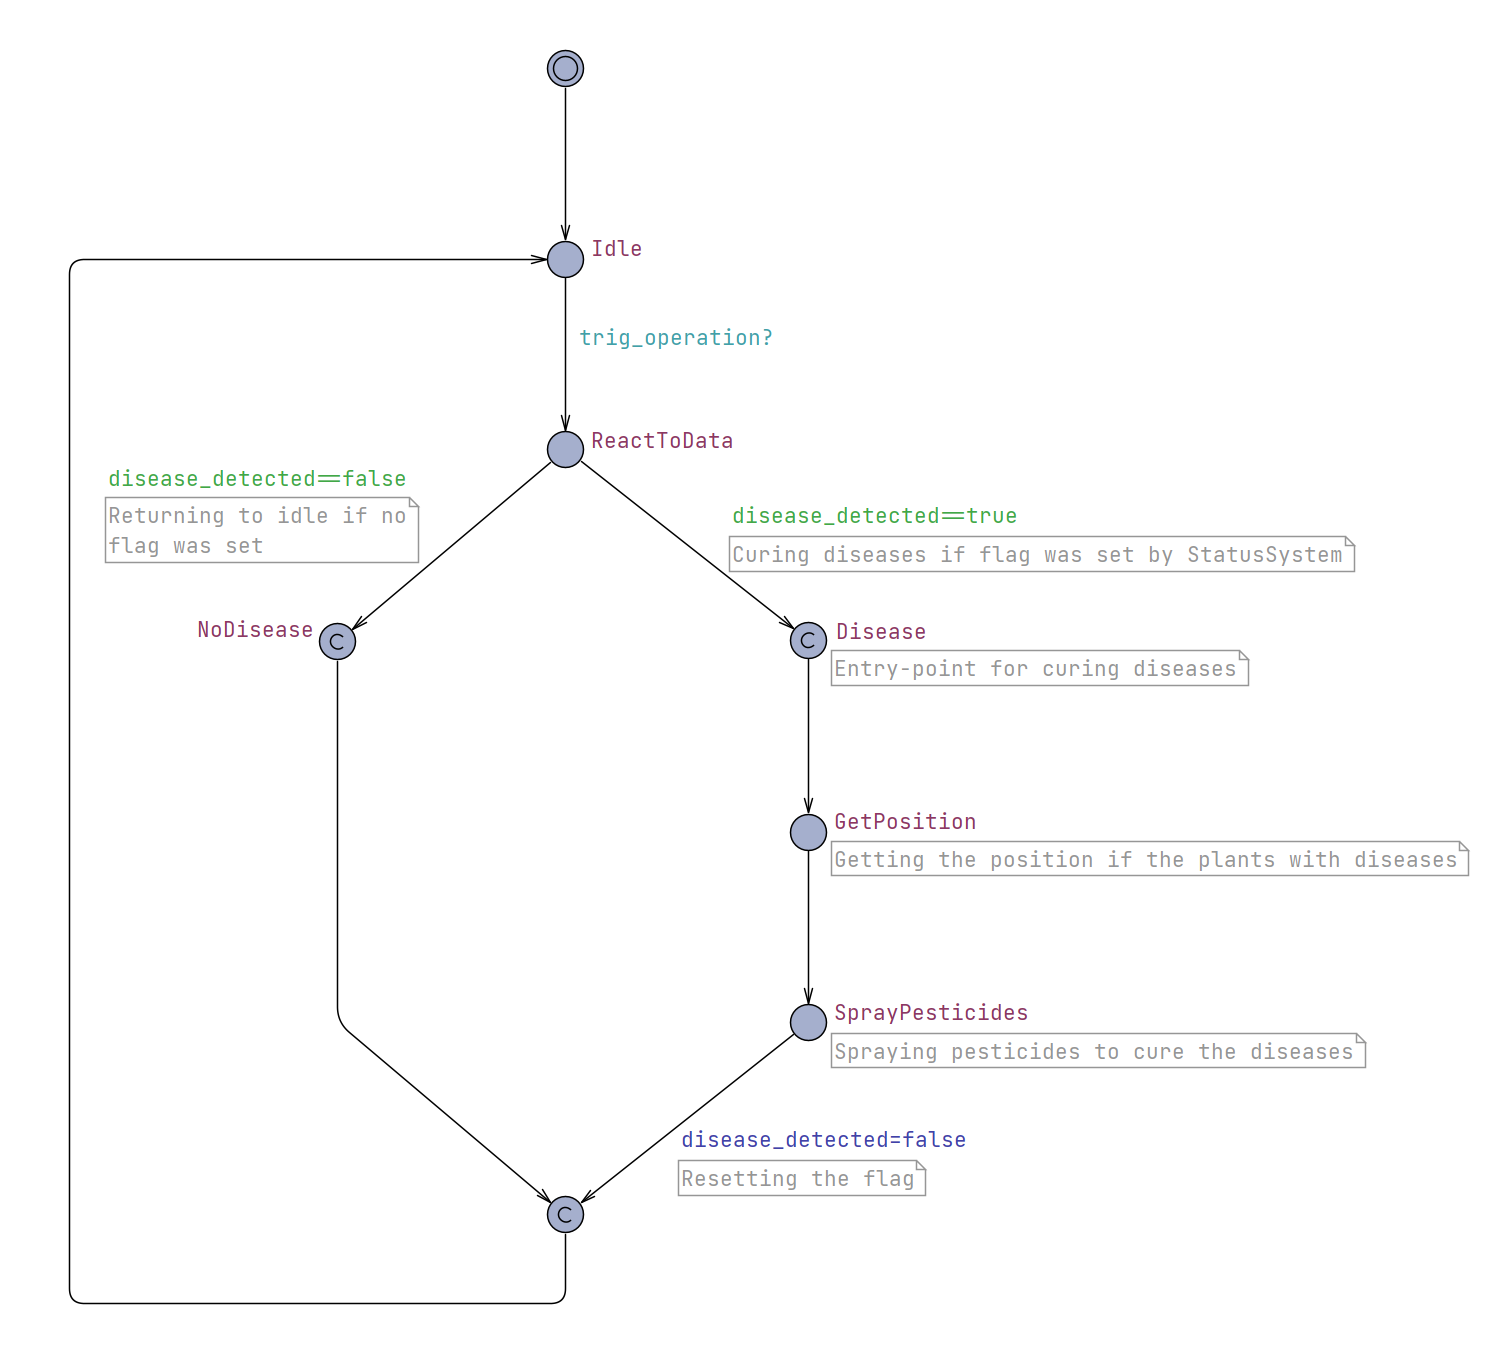 Idle
trig_operation?
ReactToData
disease_detected==false
Returning to idle if no
flag was set
disease_detected==true
Curing diseases if flag was set by StatusSystem
NoDisease
C
C
Disease
Entry-point for curing diseases
GetPosition
Getting the position if the plants with diseases
SprayPesticides
Spraying pesticides to cure the diseases
disease_detected=false
Resetting the flag
C